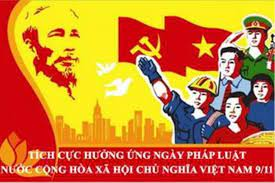 TÍCH CỰC HƯỞNG ỨNG NGÀY PHÁP LUẬT
NƯỚC CỘNG HÒA XÃ HỘI CHỦ NGHĨA VIỆT NAM 9/11